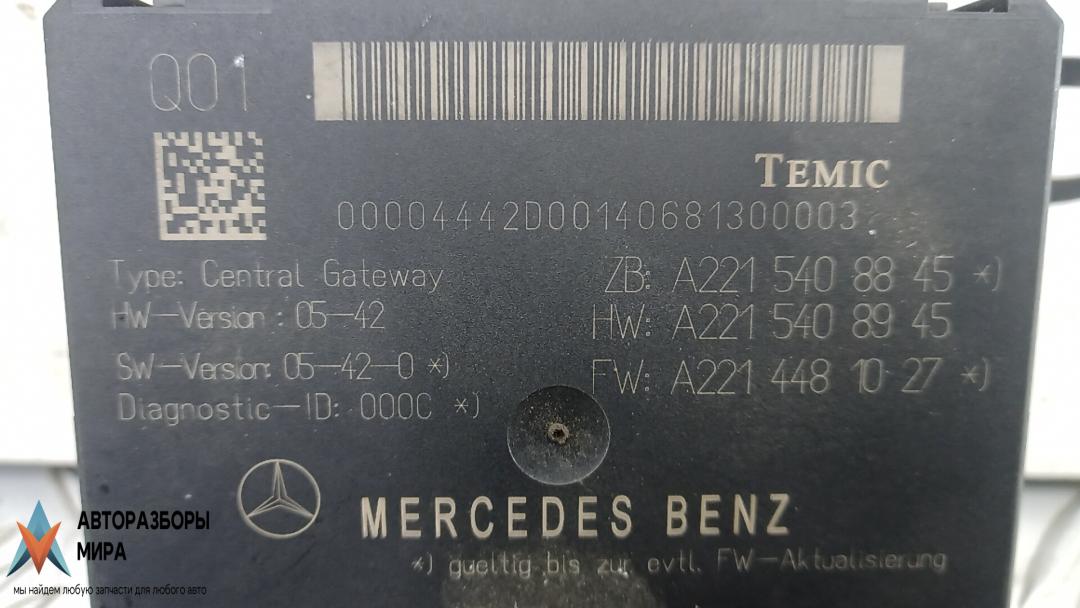 Q01
TEMIC
00004442D00140681300003
Type: Central Gateway ZB: A221 540 88 45 *)
HW-Version : 05-42 HW: A221 540 89 45
SW-Version: 05-42-0 *) FW: A221 448 10 27 *)
Diagnostic-ID: 000C *)
MERCEDES BENZ
*) gueltig bis zur evtl. FW-Aktualisierung
АВТОРАЗБОРЫ
МИРА
мы найдем любую запчасти для любого авто